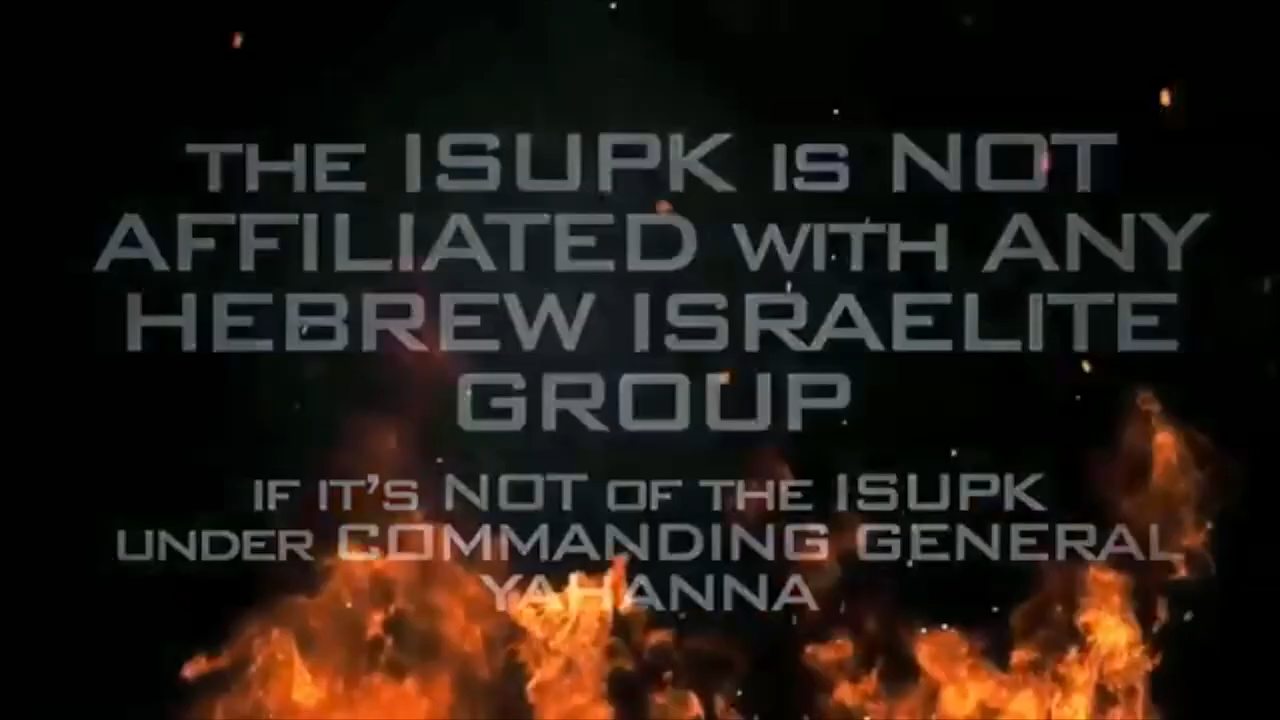 THE ISUPK IS NOT
AFFILIATED WITH ANY
HEBREW ISRAELITE
GROUP
IF IT'S NOT OF THE ISUPK
UNDER COMMANDING GENERAL
YAHANNA